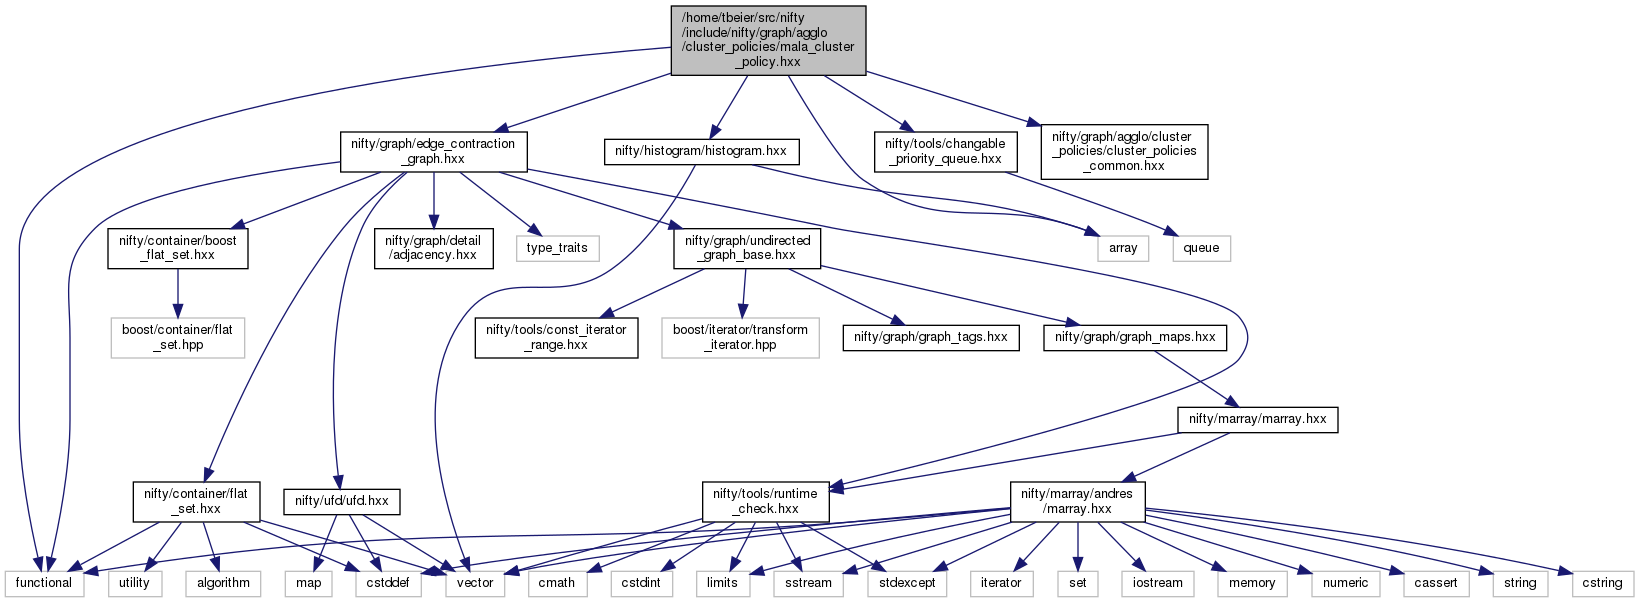 /home/tbeier/src/nifty
/include/nifty/graph/agglo
/cluster_policies/mala_cluster
_policy.hxx
nifty/graph/edge_contraction
_graph.hxx
nifty/histogram/histogram.hxx
nifty/tools/changable
_priority_queue.hxx
nifty/graph/agglo/cluster
_policies/cluster_policies
_common.hxx
nifty/container/boost
_flat_set.hxx
nifty/graph/detail
/adjacency.hxx
type_traits
nifty/graph/undirected
_graph_base.hxx
array
queue
boost/container/flat
_set.hpp
nifty/tools/const_iterator
_range.hxx
boost/iterator/transform
_iterator.hpp
nifty/graph/graph_tags.hxx
nifty/graph/graph_maps.hxx
nifty/marray/marray.hxx
nifty/container/flat
_set.hxx
nifty/ufd/ufd.hxx
nifty/tools/runtime
_check.hxx
nifty/marray/andres
/marray.hxx
functional
utility
algorithm
map
cstddef
vector
cmath
cstdint
limits
sstream
stdexcept
iterator
set
iostream
memory
numeric
cassert
string
cstring